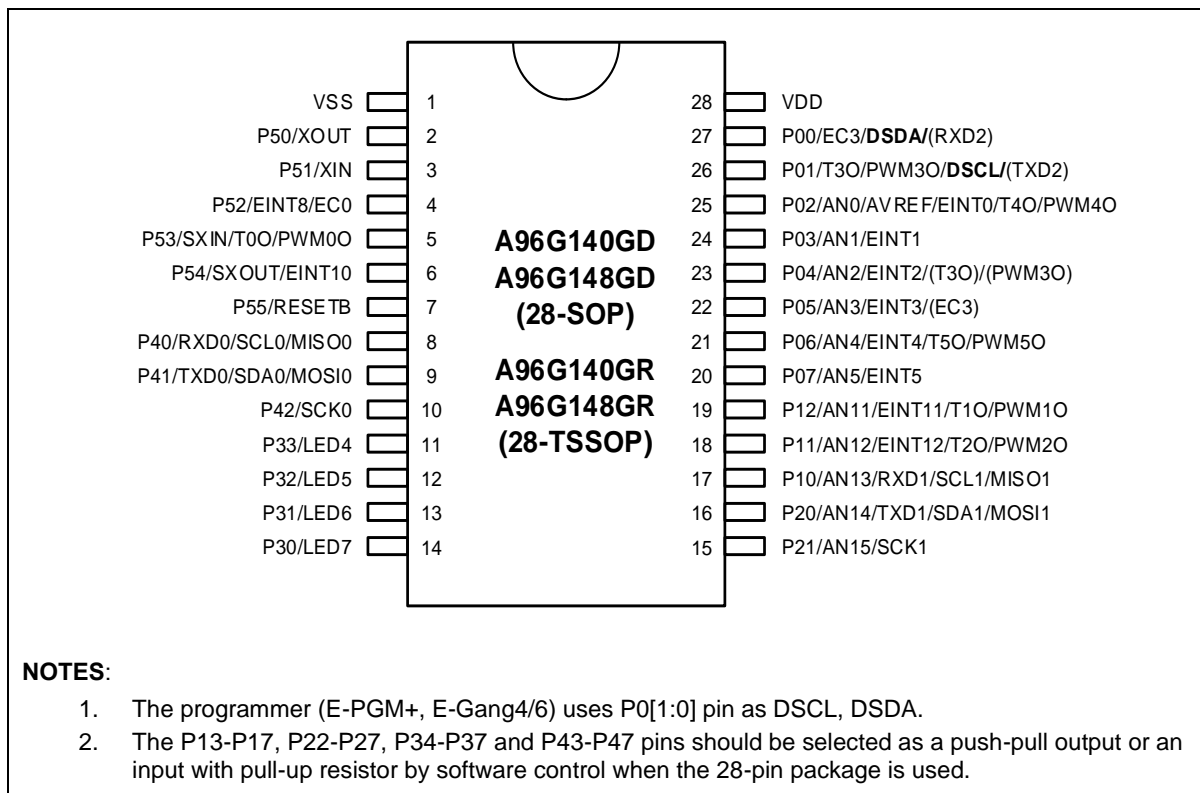 VSS 1 28 VDD
P50/XOUT 2 27 P00/EC3/DSDA/(RXD2)
P51/XIN 3 26 P01/T3O/PWM3O/DSCL/(TXD2)
P52/EINT8/EC0 4 25 P02/AN0/AVREF/EINT0/T4O/PWM4O
P53/SXIN/T0O/PWM0O 5 A96G140GD 24 P03/AN1/EINT1
P54/SXOUT/EINT10 6 A96G148GD 23 P04/AN2/EINT2/(T3O)/(PWM3O)
P55/RESETB 7 (28-SOP) 22 P05/AN3/EINT3/(EC3)
P40/RXD0/SCL0/MISO0 8 21 P06/AN4/EINT4/T5O/PWM5O
P41/TXD0/SDA0/MOSI0 9 A96G140GR 20 P07/AN5/EINT5
P42/SCK0 10 A96G148GR 19 P12/AN11/EINT11/T1O/PWM1O
P33/LED4 11 (28-TSSOP) 18 P11/AN12/EINT12/T2O/PWM2O
P32/LED5 12 17 P10/AN13/RXD1/SCL1/MISO1
P31/LED6 13 16 P20/AN14/TXD1/SDA1/MOSI1
P30/LED7 14 15 P21/AN15/SCK1
NOTES:
1. The programmer (E-PGM+, E-Gang4/6) uses P0[1:0] pin as DSCL, DSDA.
2. The P13-P17, P22-P27, P34-P37 and P43-P47 pins should be selected as a push-pull output or an
input with pull-up resistor by software control when the 28-pin package is used.